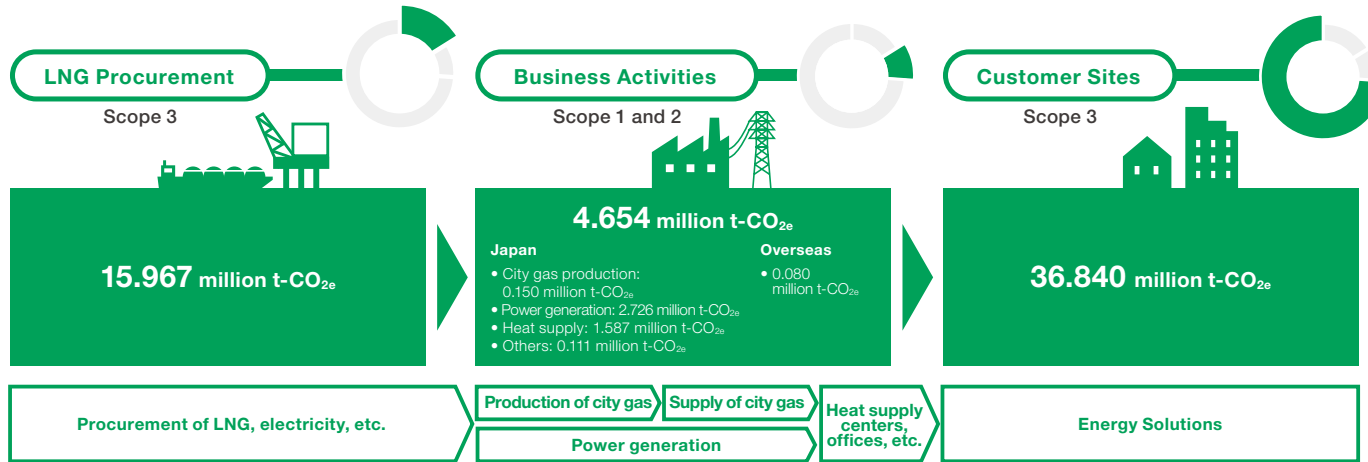 LNG Procurement
Scope 3
15.967 million t-CO2e
Business Activities
Scope 1 and 2
4.654 million t-CO2e
Japan
• City gas production:
0.150 million t-CO2e
• Power generation: 2.726 million t-CO2e
• Heat supply: 1.587 million t-CO2e
• Others: 0.111 million t-CO2e
Overseas
• 0.080
million t-CO2e
Customer Sites
Scope 3
36.840 million t-CO2e
Procurement of LNG, electricity, etc.
Production of city gas
Supply of city gas
Power generation
Heat supply
centers,
offices, etc.
Energy Solutions